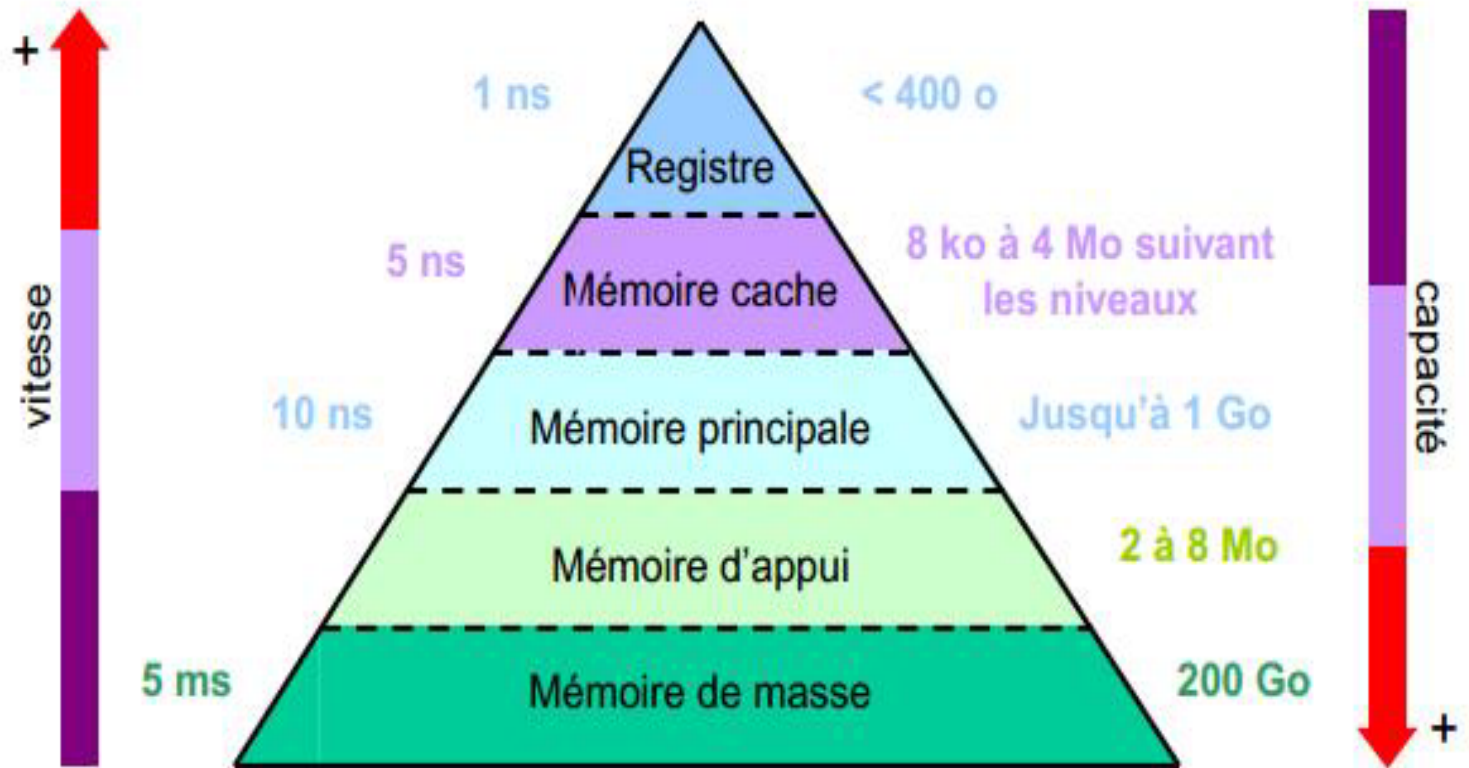 +
1 ns
< 400 o
Registre
5 ns
8 ko à 4 Mo suivant
les niveaux
Mémoire cache
vitesse
capacité
10 ns
Mémoire principale
Jusqu'à 1 Go
Mémoire d'appui
2 à 8 Mo
5 ms
Mémoire de masse
200 Go
+